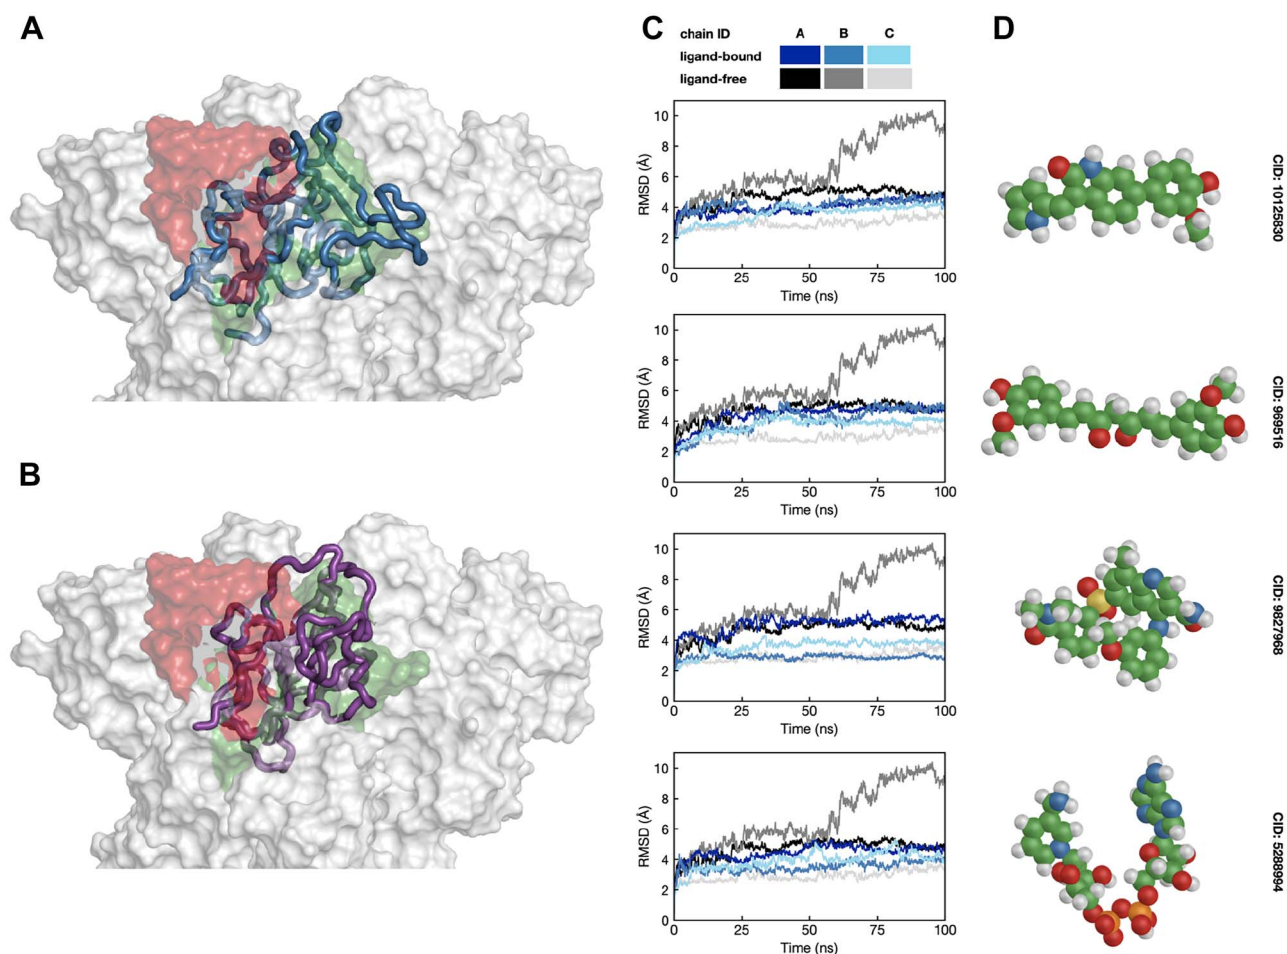 A
B
C
D
chain ID A B C
ligand-bound
ligand-free
RMSD (Å)
10
8
6
4
2
0
0 25 50 75 100
Time (ns)
CID: 10125830
RMSD (Å)
10
8
6
4
2
0
0 25 50 75 100
Time (ns)
CID: 969516
RMSD (Å)
10
8
6
4
2
0
0 25 50 75 100
Time (ns)
CID: 9827968
RMSD (Å)
10
8
6
4
2
0
0 25 50 75 100
Time (ns)
CID: 5288994